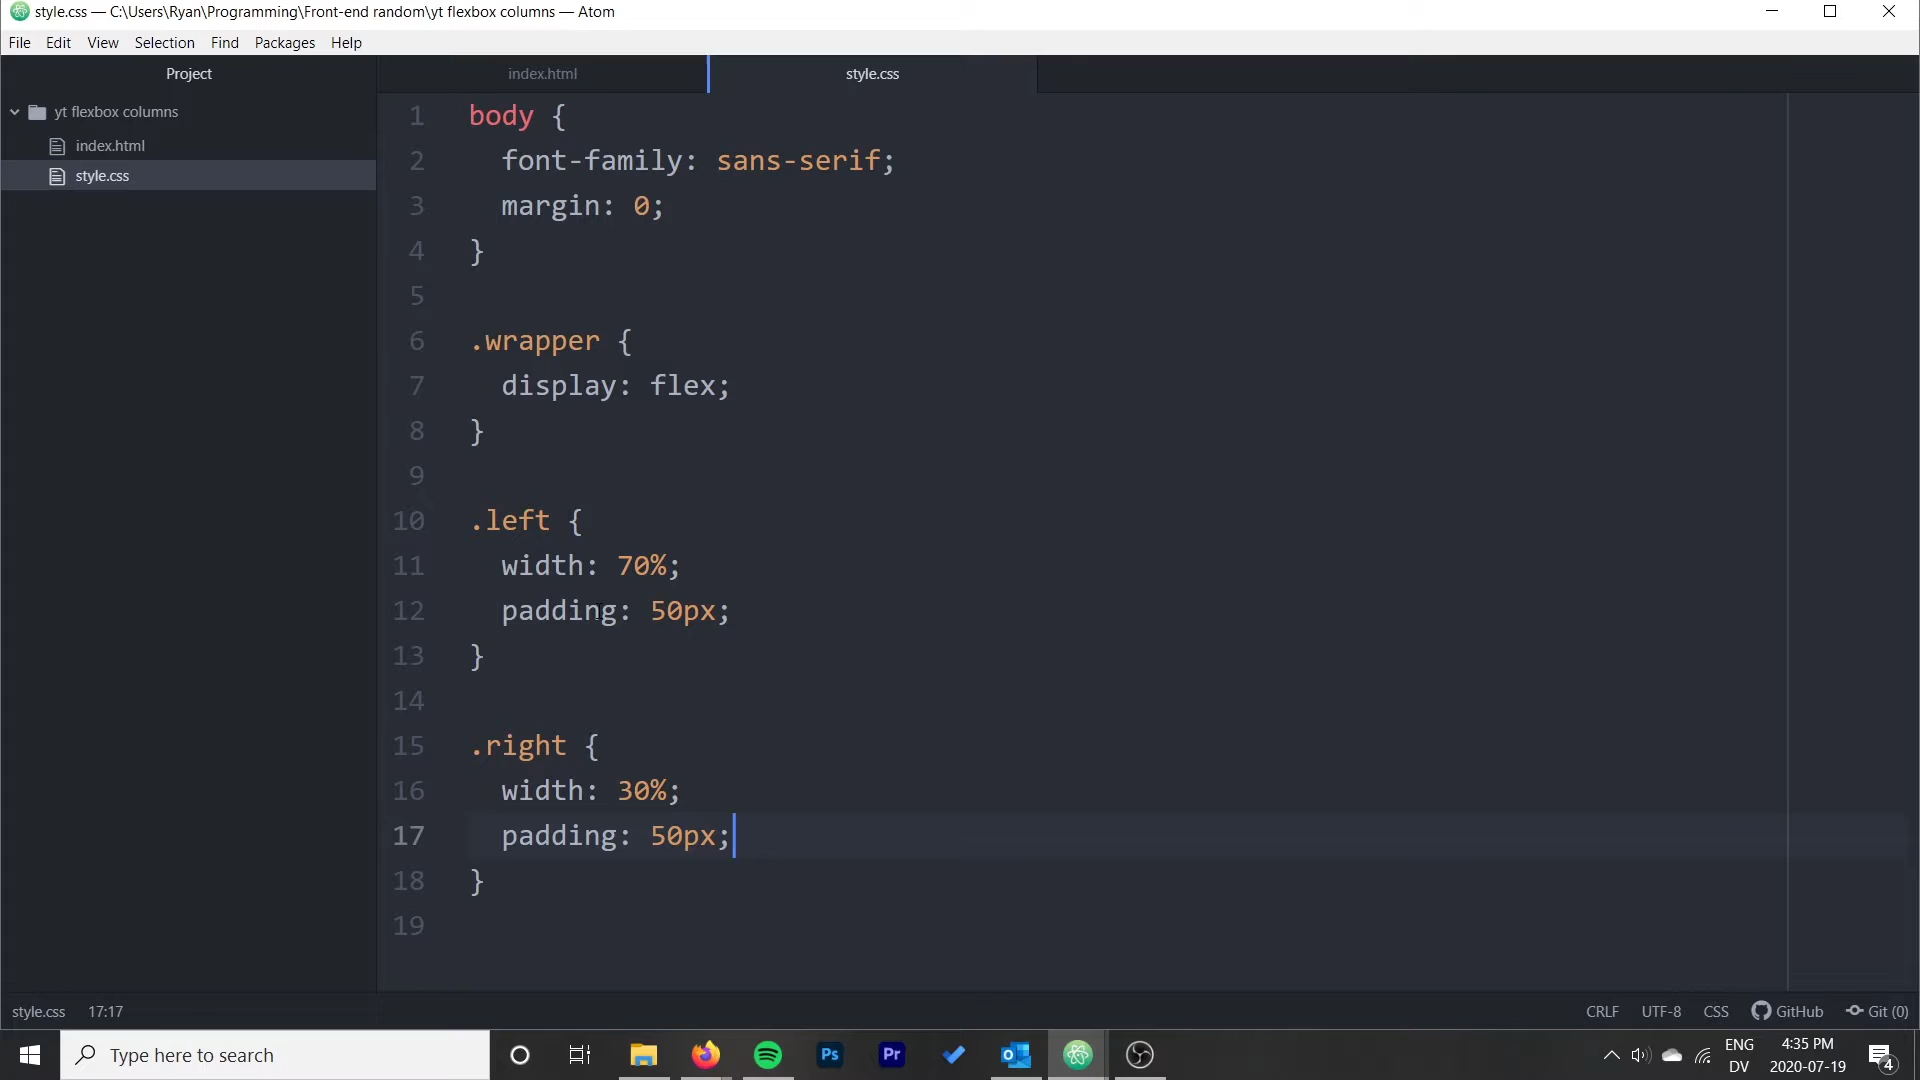 style.css — C:\Users\Ryan\Programming\Front-end random\yt flexbox columns — Atom
File Edit View Selection Find Packages Help
Project
index.html
style.css
yt flexbox columns
index.html
style.css
1 body {
2 font-family: sans-serif;
3 margin: 0;
4 }
5
6 .wrapper {
7 display: flex;
8 }
9
10 .left {
11 width: 70%;
12 padding: 50px;
13 }
14
15 .right {
16 width: 30%;
17 padding: 50px;
18 }
19
style.css 17:17
CRLF UTF-8 CSS GitHub Git (0)
Type here to search
Ps
Pr
ENG
DV
4:35 PM
2020-07-19
4